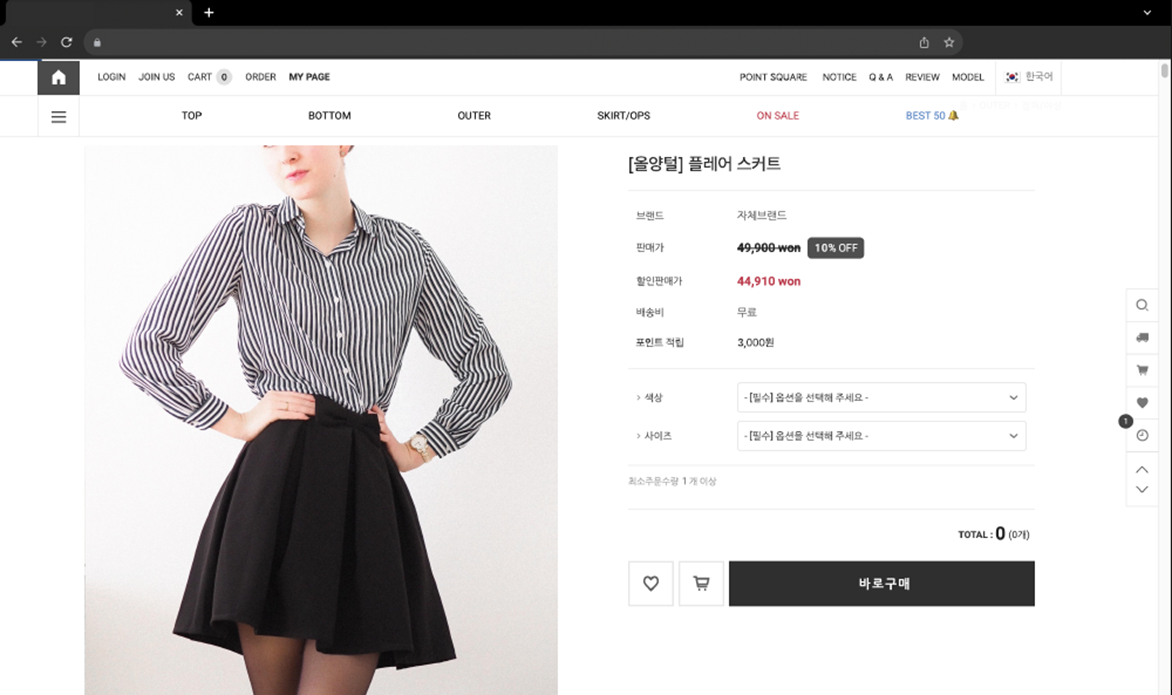 LOGIN JOIN US CART 0 ORDER MY PAGE POINT SQUARE NOTICE Q & A REVIEW MODEL 한국어
TOP BOTTOM OUTER SKIRT/OPS ON SALE BEST 50
[올양털] 플레어 스커트
브랜드 자체브랜드
판매가 49,900 won 10% OFF
할인판매가 44,910 won
배송비 무료
포인트 적립 3,000원
› 색상 - [필수] 옵션을 선택해 주세요 -
› 사이즈 - [필수] 옵션을 선택해 주세요 -
최소주문수량 1 개 이상
TOTAL : 0 (0개)
바로구매
1